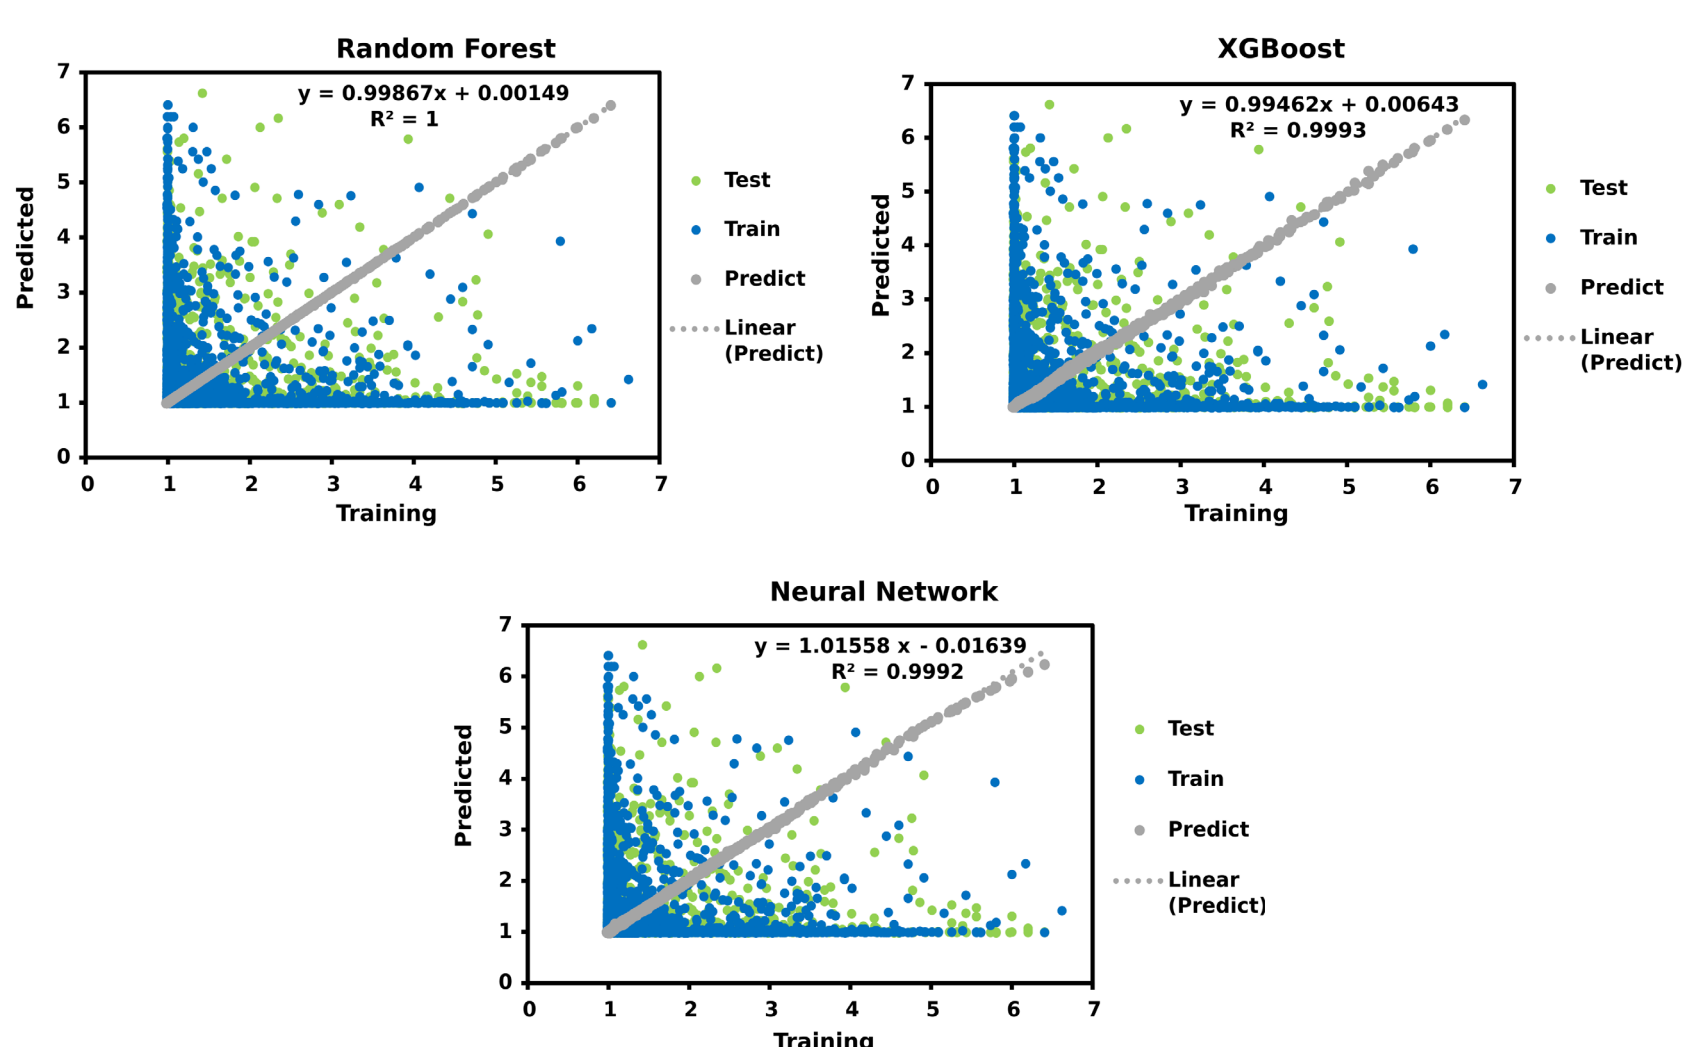 Random Forest
7
6
5
4
3
2
1
0
Predicted
y = 0.99867x + 0.00149
R² = 1
0 1 2 3 4 5 6 7
Training
Test
Train
Predict
Linear
(Predict)
XGBoost
7
6
5
4
3
2
1
0
Predicted
y = 0.99462x + 0.00643
R² = 0.9993
0 1 2 3 4 5 6 7
Training
Test
Train
Predict
Linear
(Predict)
Neural Network
7
6
5
4
3
2
1
0
Predicted
y = 1.01558 x - 0.01639
R² = 0.9992
0 1 2 3 4 5 6 7
Training
Test
Train
Predict
Linear
(Predict)